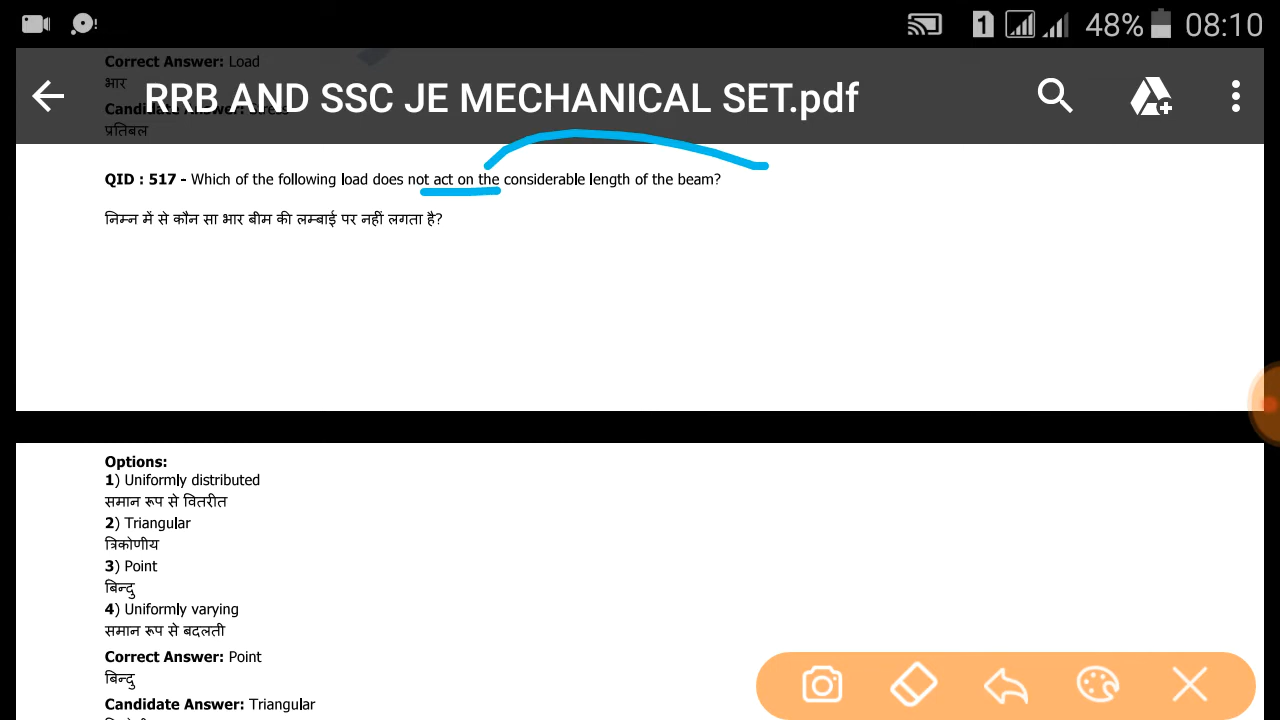 48% 08:10
Correct Answer: Load
भार
RRB AND SSC JE MECHANICAL SET.pdf
Candidate Answer: Stress
प्रतिबल
QID : 517 - Which of the following load does not act on the considerable length of the beam?
निम्न में से कौन सा भार बीम की लम्बाई पर नहीं लगता है?
Options:
1) Uniformly distributed
समान रूप से वितरीत
2) Triangular
त्रिकोणीय
3) Point
बिन्दु
4) Uniformly varying
समान रूप से बदलती
Correct Answer: Point
बिन्दु
Candidate Answer: Triangular